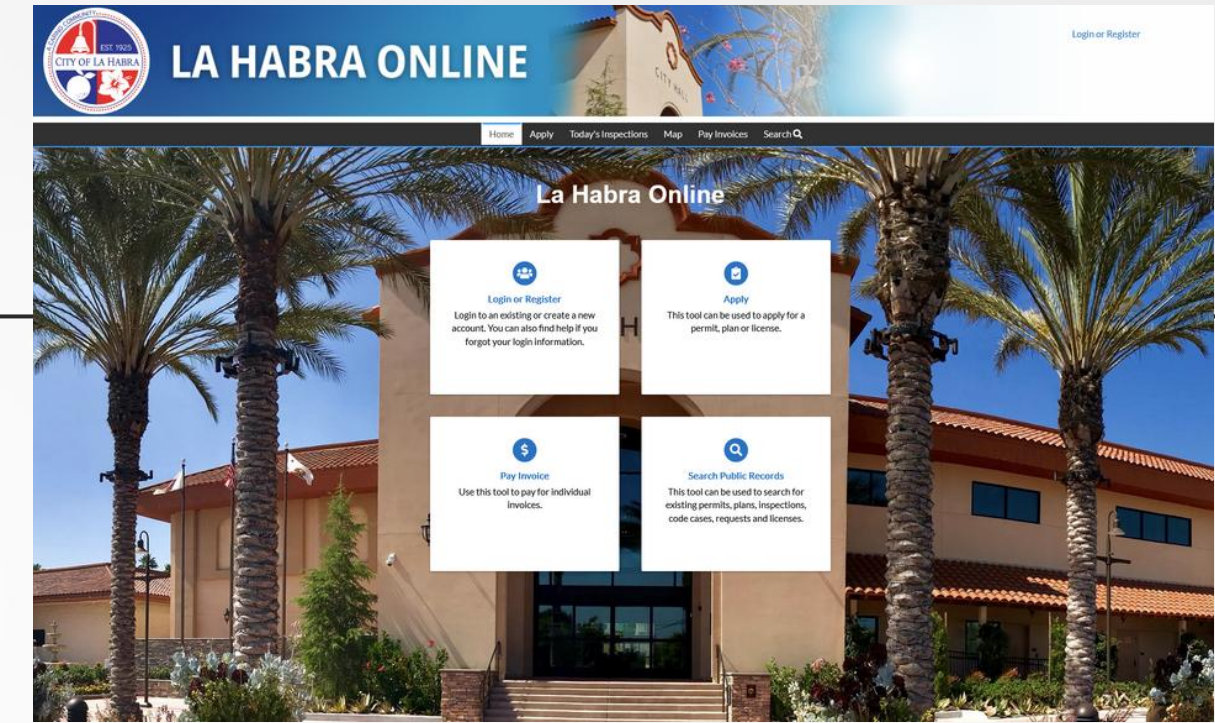 A CARING COMMUNITY
EST. 1925
CITY OF LA HABRA
LA HABRA ONLINE
CITY HALL
Login or Register
Home Apply Today's Inspections Map Pay Invoices Search
La Habra Online
Login or Register
Login to an existing or create a new
account. You can also find help if you
forgot your login information.
H
Apply
This tool can be used to apply for a
permit, plan or license.
Pay Invoice
Use this tool to pay for individual
invoices.
Search Public Records
This tool can be used to search for
existing permits, plans, inspections,
code cases, requests and licenses.